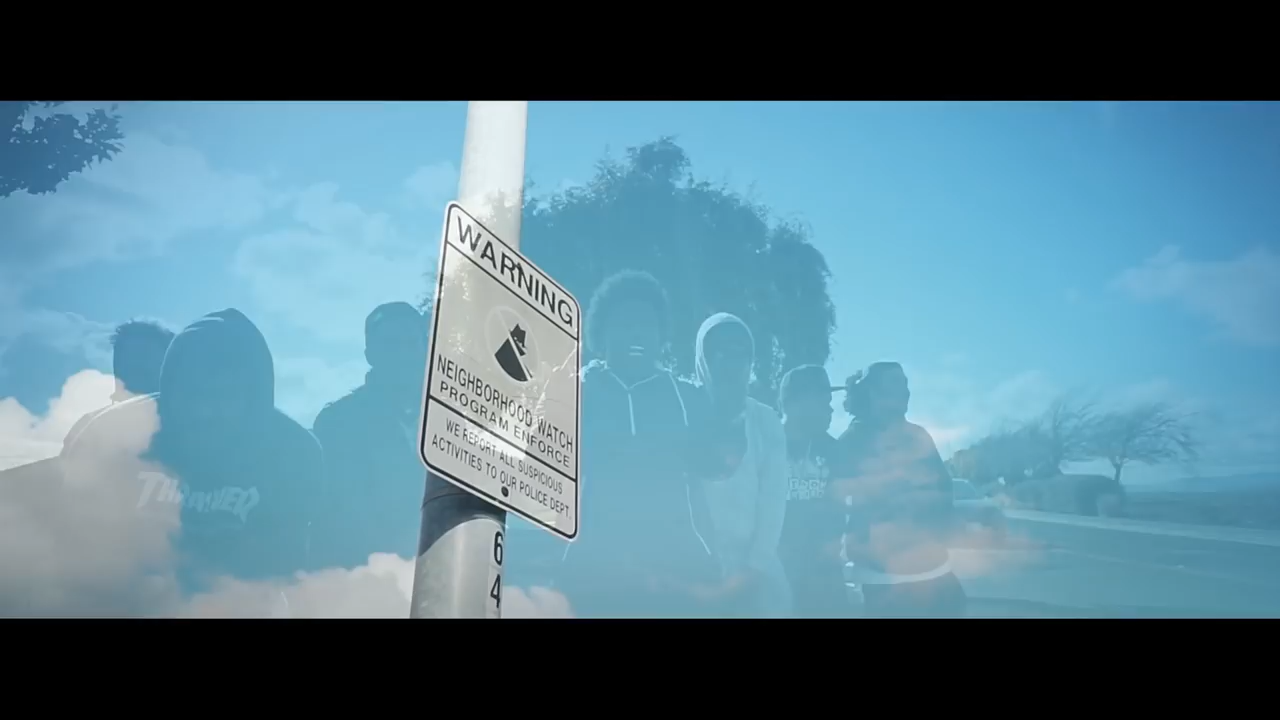 WARNING
NEIGHBORHOOD WATCH
PROGRAM ENFORCE
WE REPORT ALL SUSPICIOUS
ACTIVITIES TO OUR POLICE DEPT.
6
4
THRASHER